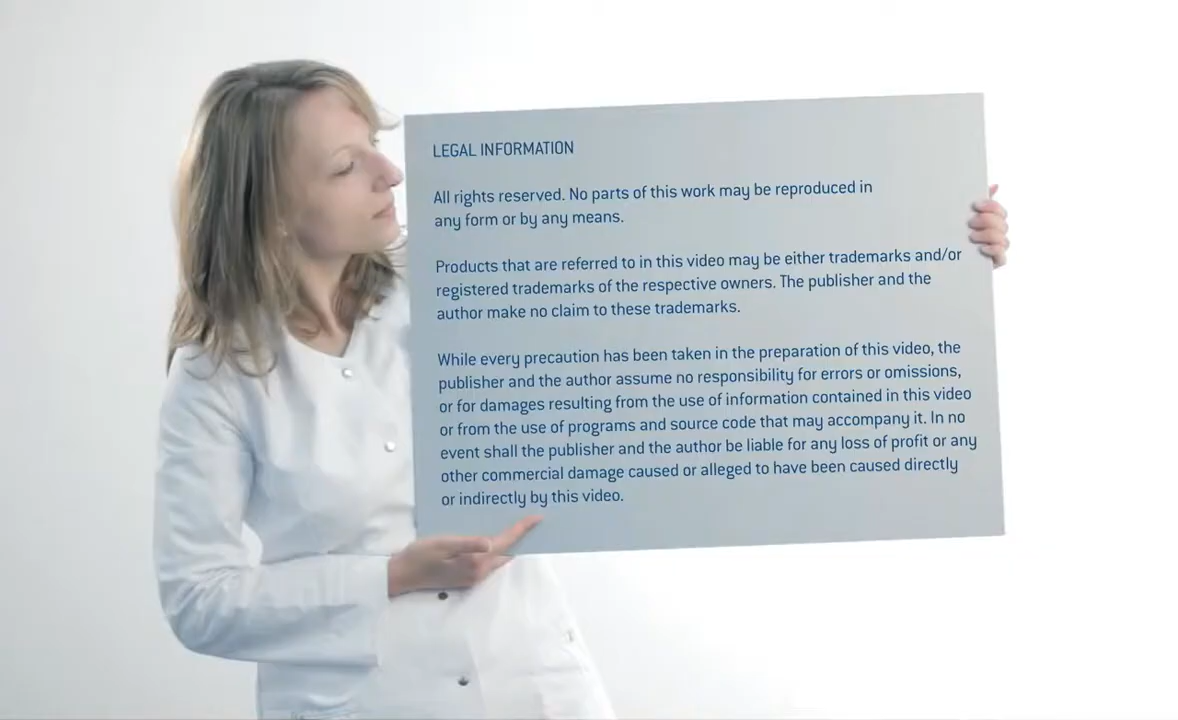 LEGAL INFORMATION
All rights reserved. No parts of this work may be reproduced in
any form or by any means.
Products that are referred to in this video may be either trademarks and/or
registered trademarks of the respective owners. The publisher and the
author make no claim to these trademarks.
While every precaution has been taken in the preparation of this video, the
publisher and the author assume no responsibility for errors or omissions,
or for damages resulting from the use of information contained in this video
or from the use of programs and source code that may accompany it. In no
event shall the publisher and the author be liable for any loss of profit or any
other commercial damage caused or alleged to have been caused directly
or indirectly by this video.